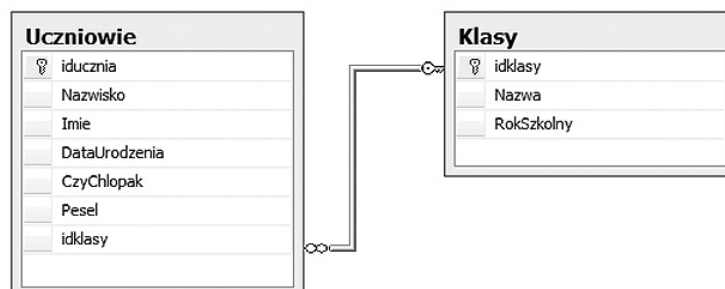 Uczniowie
iducznia
Nazwisko
Imie
DataUrodzenia
CzyChlopak
Pesel
idklasy
Klasy
idklasy
Nazwa
RokSzkolny